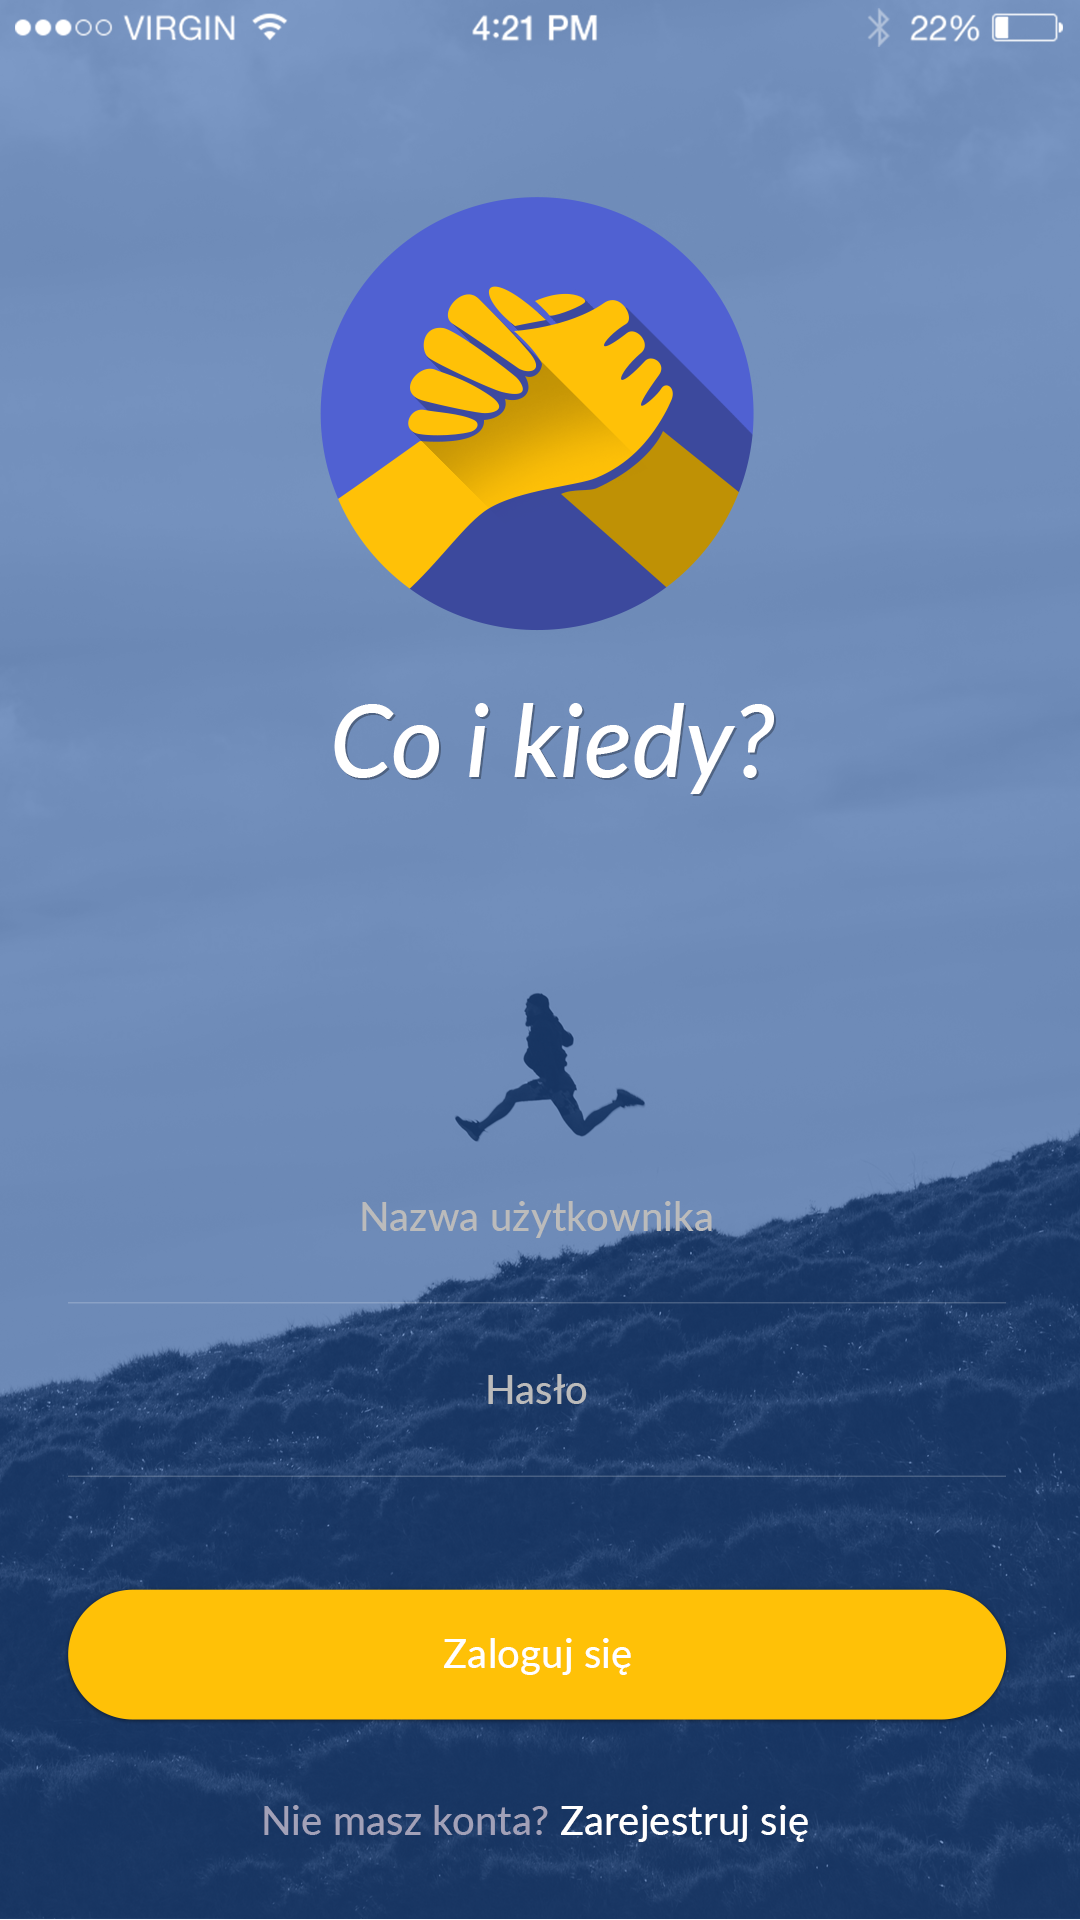 VIRGIN 4:21 PM 22%
Co i kiedy?
Nazwa użytkownika
Hasło
Zaloguj się
Nie masz konta? Zarejestruj się